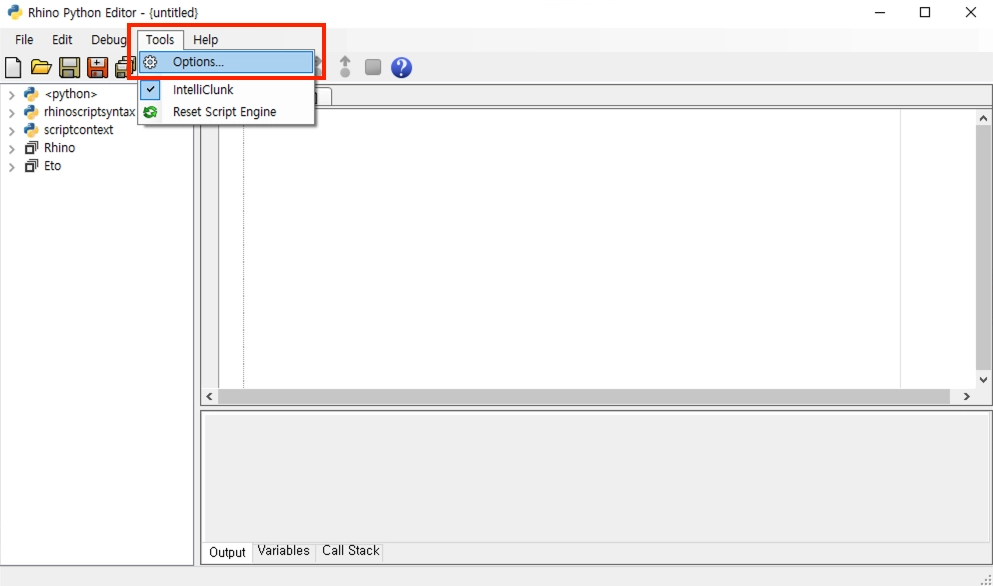 Rhino Python Editor - {untitled}
File Edit Debug Tools Help
Options...
IntelliClunk
Reset Script Engine
<python>
rhinoscriptsyntax
scriptcontext
Rhino
Eto
Output Variables Call Stack